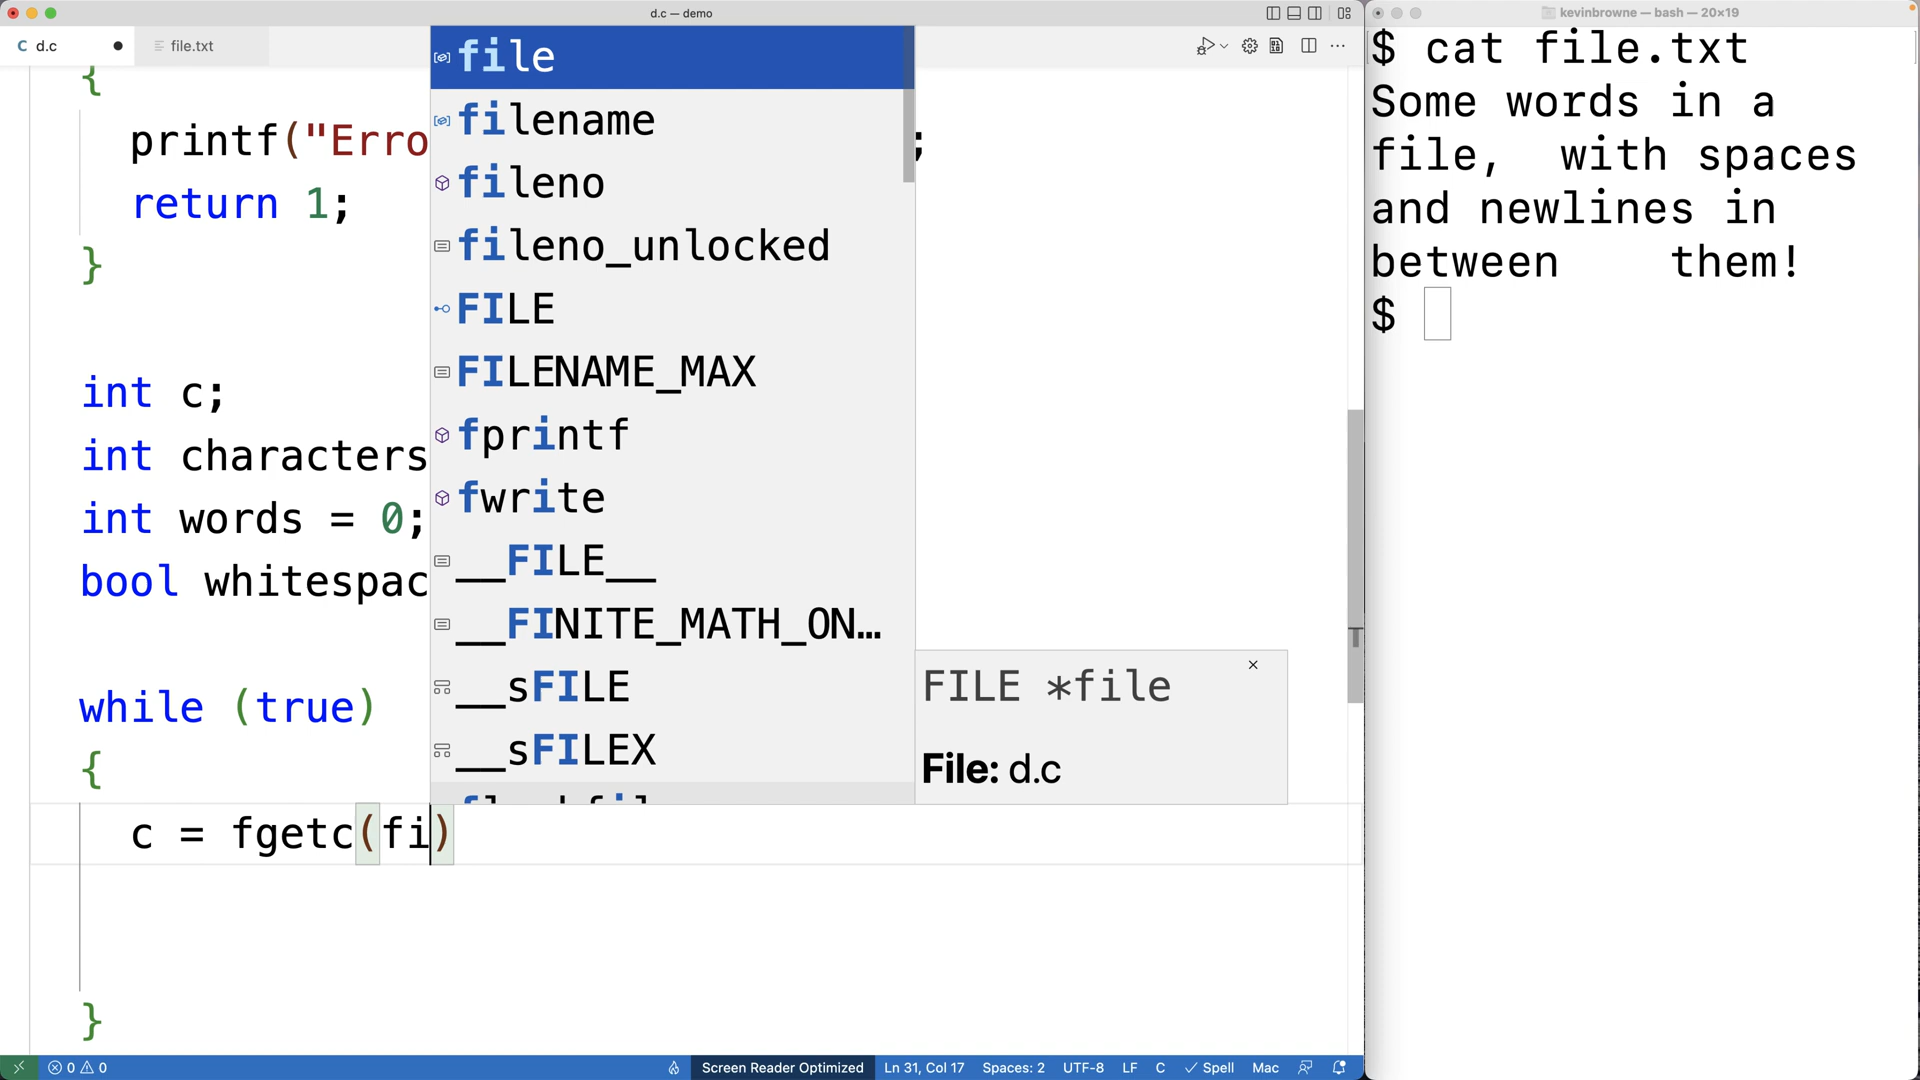 d.c — demo
d.c
file.txt
{
printf("Erro
;
return 1;
}
int c;
int characters
int words = 0;
bool whitespac
while (true)
{
c = fgetc(fi)
}
file
filename
fileno
fileno_unlocked
FILE
FILENAME_MAX
fprintf
fwrite
__FILE__
__FINITE_MATH_ON…
__sFILE
__sFILEX
FILE *file
File: d.c
0 0
Screen Reader Optimized
Ln 31, Col 17
Spaces: 2
UTF-8
LF
C
Spell
Mac
kevinbrowne — bash — 20×19
$ cat file.txt
Some words in a
file,  with spaces
and newlines in
between    them!
$